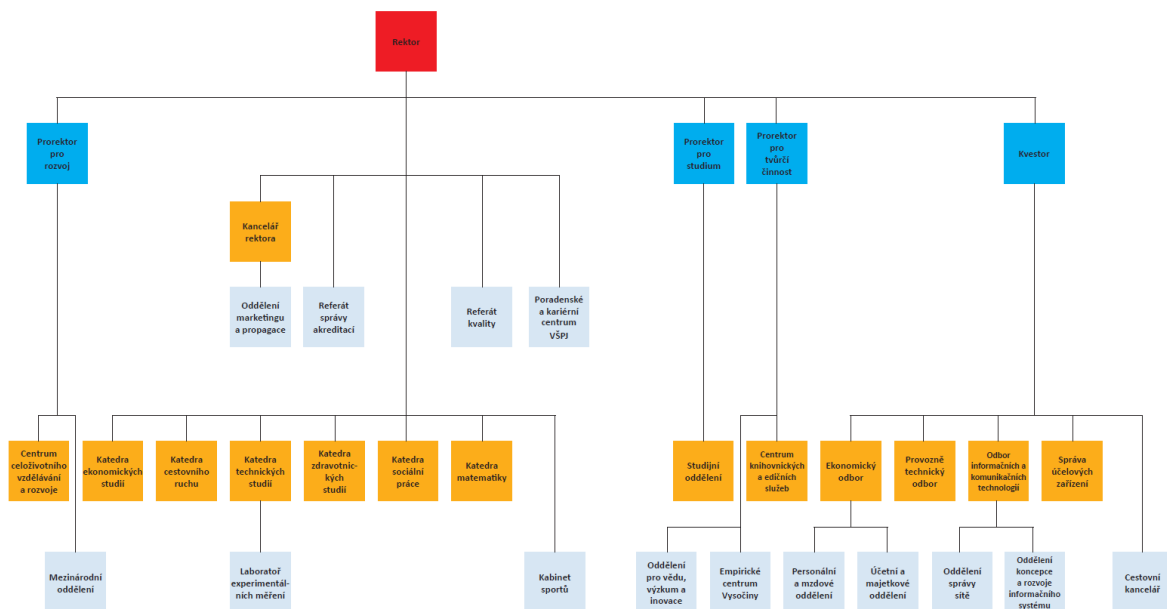 Rektor
Prorektor
pro
rozvoj
Prorektor
pro
studium
Prorektor
pro
tvůrčí
činnost
Kvestor
Kancelář
rektora
Oddělení
marketingu
a propagace
Referát
správy
akreditací
Referát
kvality
Poradenské
a kariérní
centrum
VŠPJ
Centrum
celoživotního
vzdělávání
a rozvoje
Katedra
ekonomických
studií
Katedra
cestovního
ruchu
Katedra
technických
studií
Katedra
zdravotnic-
kých
studií
Katedra
sociální
práce
Katedra
matematiky
Studijní
oddělení
Centrum
knihovnických
a edičních
služeb
Ekonomický
odbor
Provozně
technický
odbor
Odbor
informačních a
komunikačních
technologií
Správa
účelových
zařízení
Mezinárodní
oddělení
Laboratoř
experimentál-
ních měření
Kabinet
sportů
Oddělení
pro vědu,
výzkum a
inovace
Empirické
centrum
Vysočiny
Personální
a mzdové
oddělení
Účetní a
majetkové
oddělení
Oddělení
správy
sítě
Oddělení
koncepce
a rozvoje
informačního
systému
Cestovní
kancelář